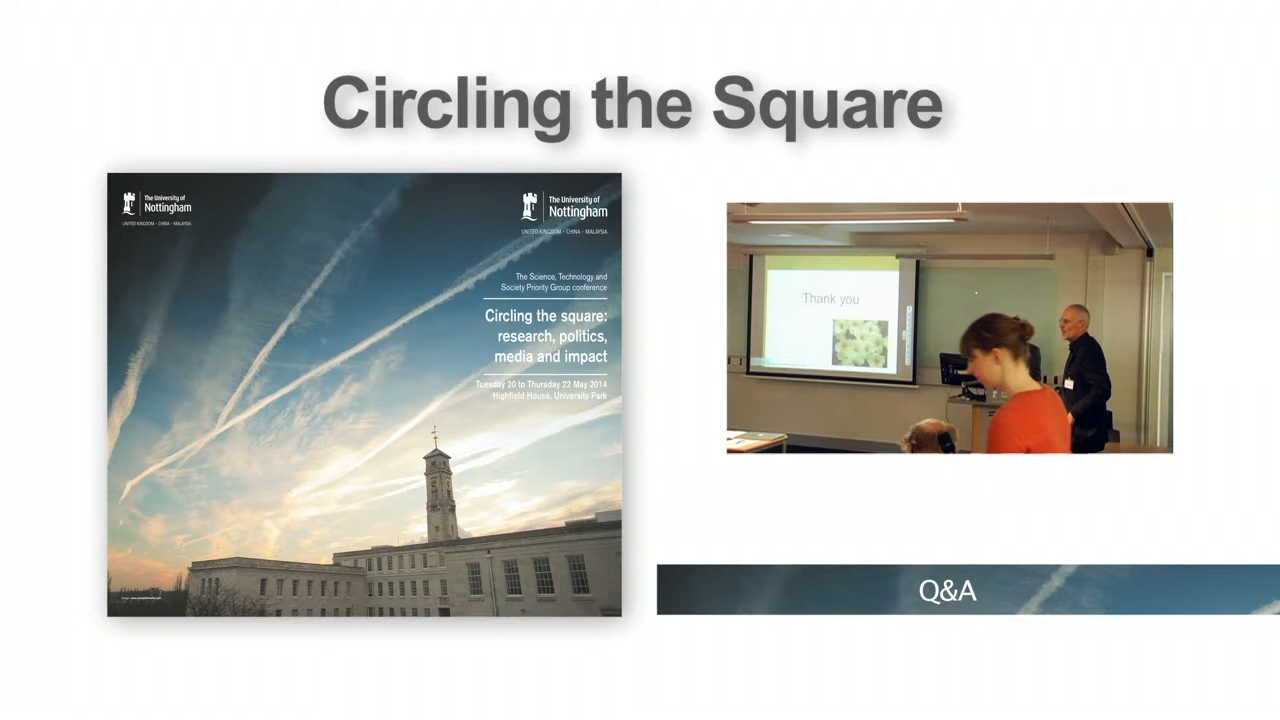 Circling the Square
The University of
Nottingham
UNITED KINGDOM · CHINA · MALAYSIA
The University of
Nottingham
UNITED KINGDOM · CHINA · MALAYSIA
The Science, Technology and
Society Priority Group conference
Circling the square:
research, politics,
media and impact
Tuesday 20 to Thursday 22 May 2014
Highfield House, University Park
Thank you
Q&A